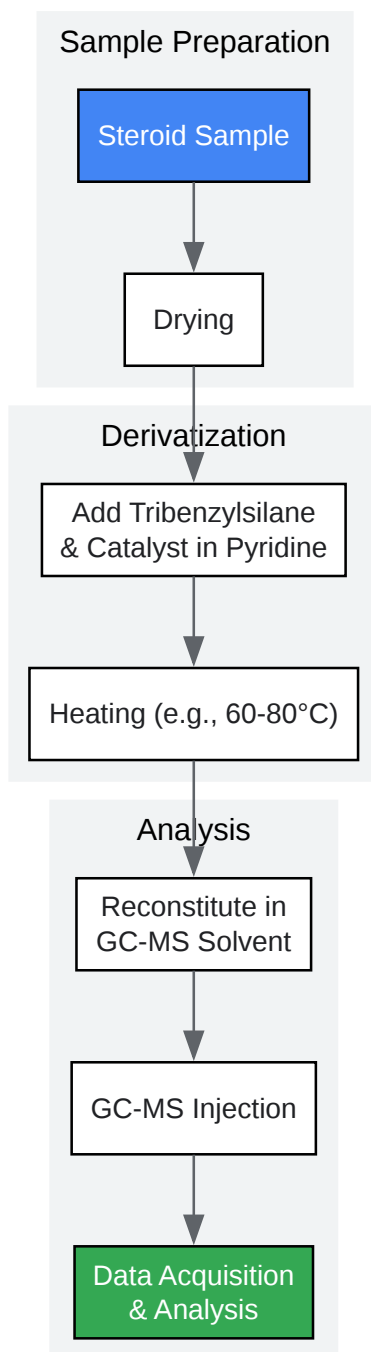 Sample Preparation
Steroid Sample
Drying
Derivatization
Add Tribenzylsilane
& Catalyst in Pyridine
Heating (e.g., 60-80°C)
Analysis
Reconstitute in
GC-MS Solvent
GC-MS Injection
Data Acquisition
& Analysis